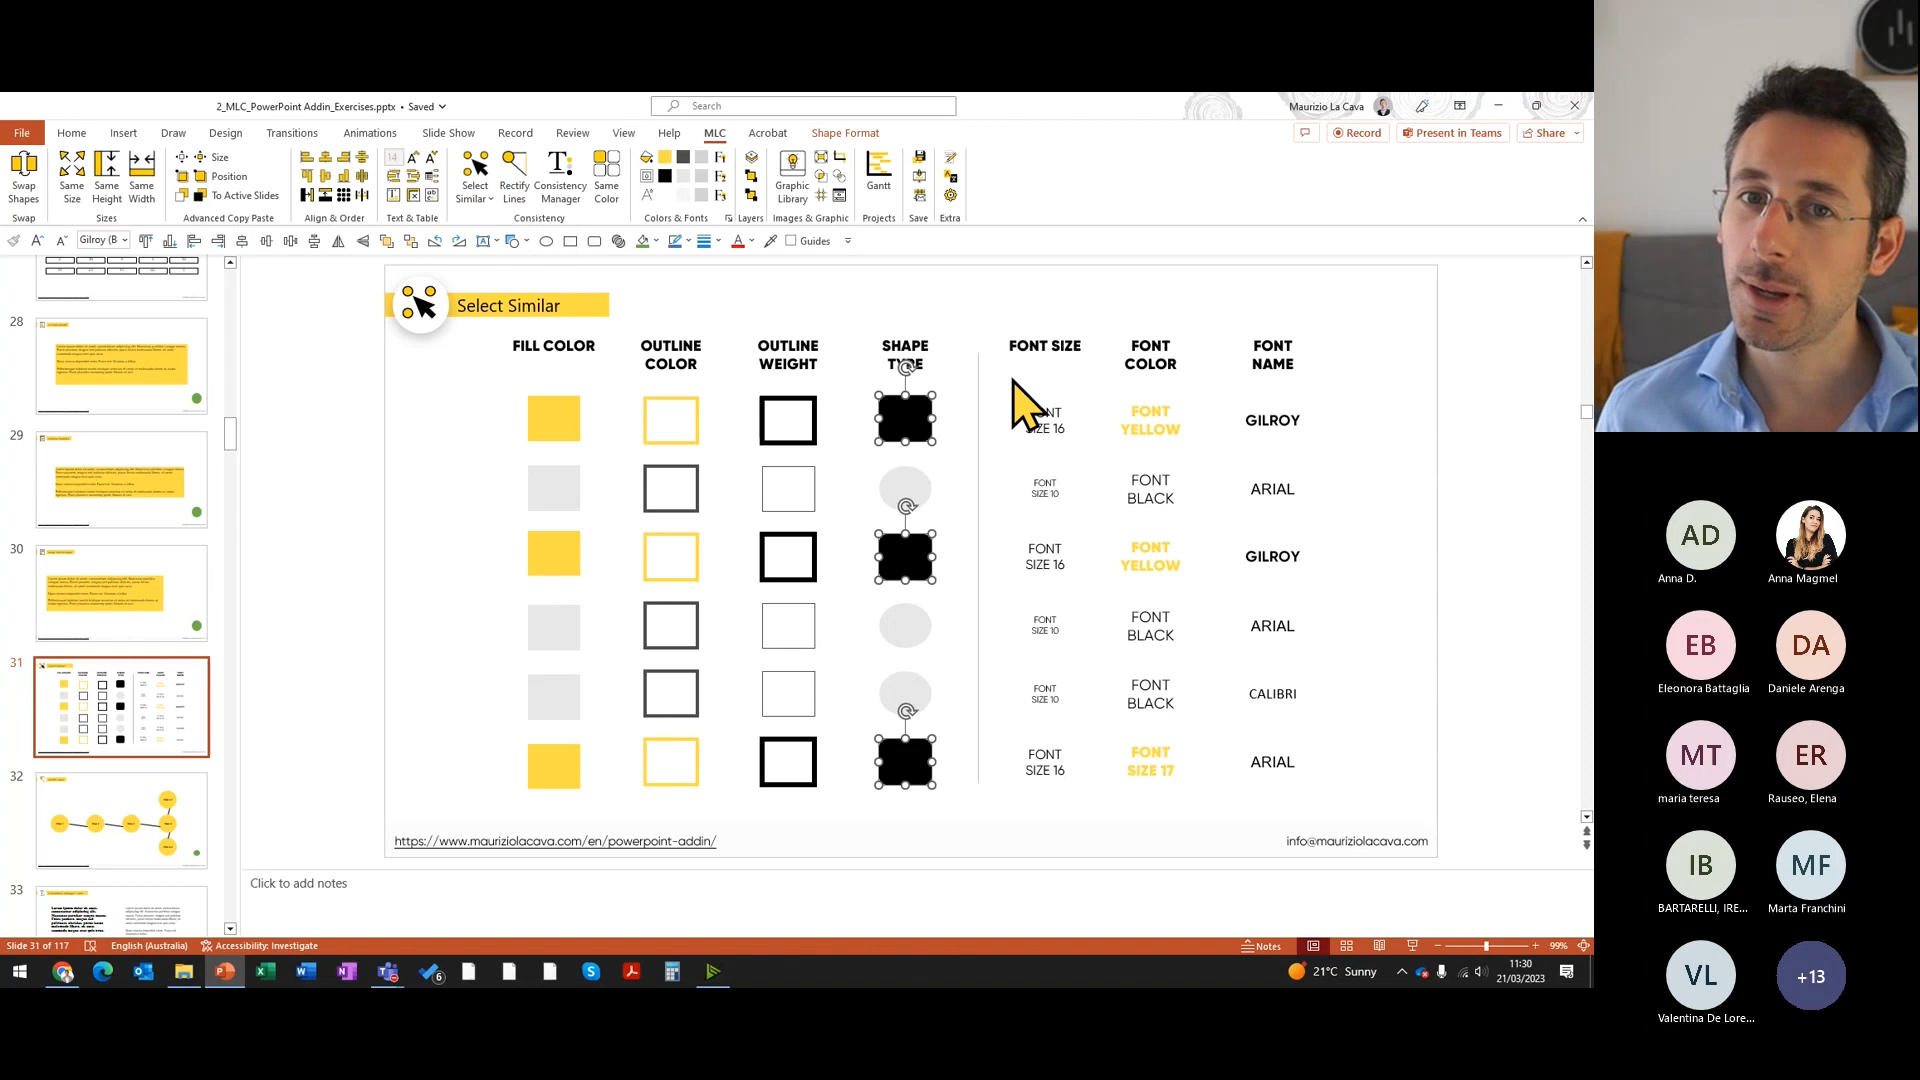 2_MLC_PowerPoint Addin_Exercises.pptx • Saved
Search
Maurizio La Cava
File Home Insert Draw Design Transitions Animations Slide Show Record Review View Help MLC Acrobat Shape Format
Record Present in Teams Share
Swap Shapes
Same Size
Same Height
Same Width
Size
Position
To Active Slides
14
Select Similar
Rectify Lines
Consistency Manager
Same Color
Graphic Library
Gantt
Swap Sizes Advanced Copy Paste Align & Order Text & Table Consistency Colors & Fonts Layers Images & Graphic Projects Save Extra
Gilroy (B
Guides
28
29
30
31
32
33
Select Similar
FILL COLOR
OUTLINE COLOR
OUTLINE WEIGHT
SHAPE
FONT SIZE
FONT COLOR
FONT NAME
SIZE 16
FONT YELLOW
GILROY
FONT SIZE 10
FONT BLACK
ARIAL
FONT SIZE 16
FONT YELLOW
GILROY
FONT SIZE 10
FONT BLACK
ARIAL
FONT SIZE 10
FONT BLACK
CALIBRI
FONT SIZE 16
FONT SIZE 17
ARIAL
https://www.mauriziolacava.com/en/powerpoint-addin/
info@mauriziolacava.com
Click to add notes
Slide 31 of 117 English (Australia) Accessibility: Investigate
Notes 99%
21°C Sunny
11:30
21/03/2023
AD
Anna D.
Anna Magmel
EB
Eleonora Battaglia
DA
Daniele Arenga
MT
maria teresa
ER
Rauseo, Elena
IB
BARTARELLI, IRE...
MF
Marta Franchini
VL
Valentina De Lore...
+13